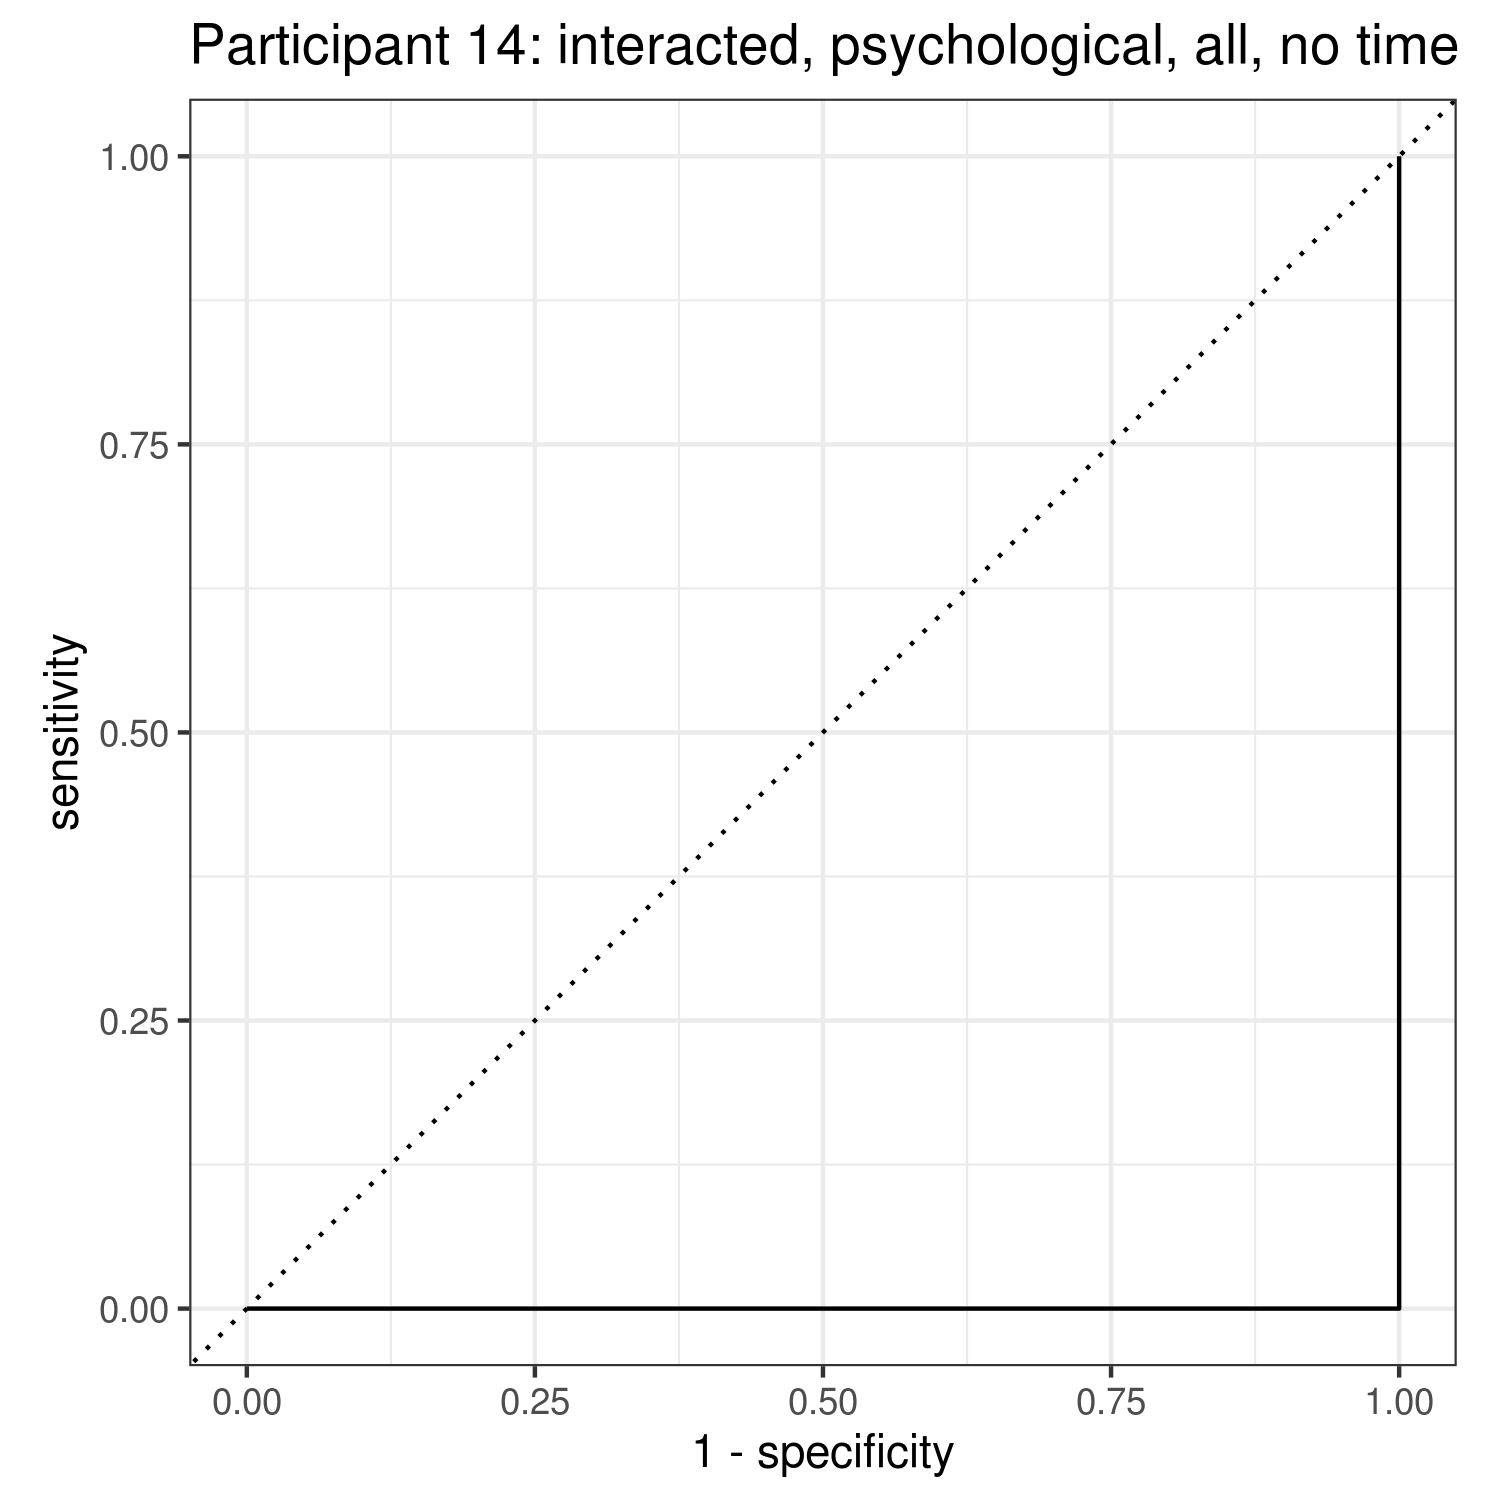 Participant 14: interacted, psychological, all, no time
1.00
0.75
0.50
0.25
0.00
sensitivity
0.00 0.25 0.50 0.75 1.00
1 - specificity